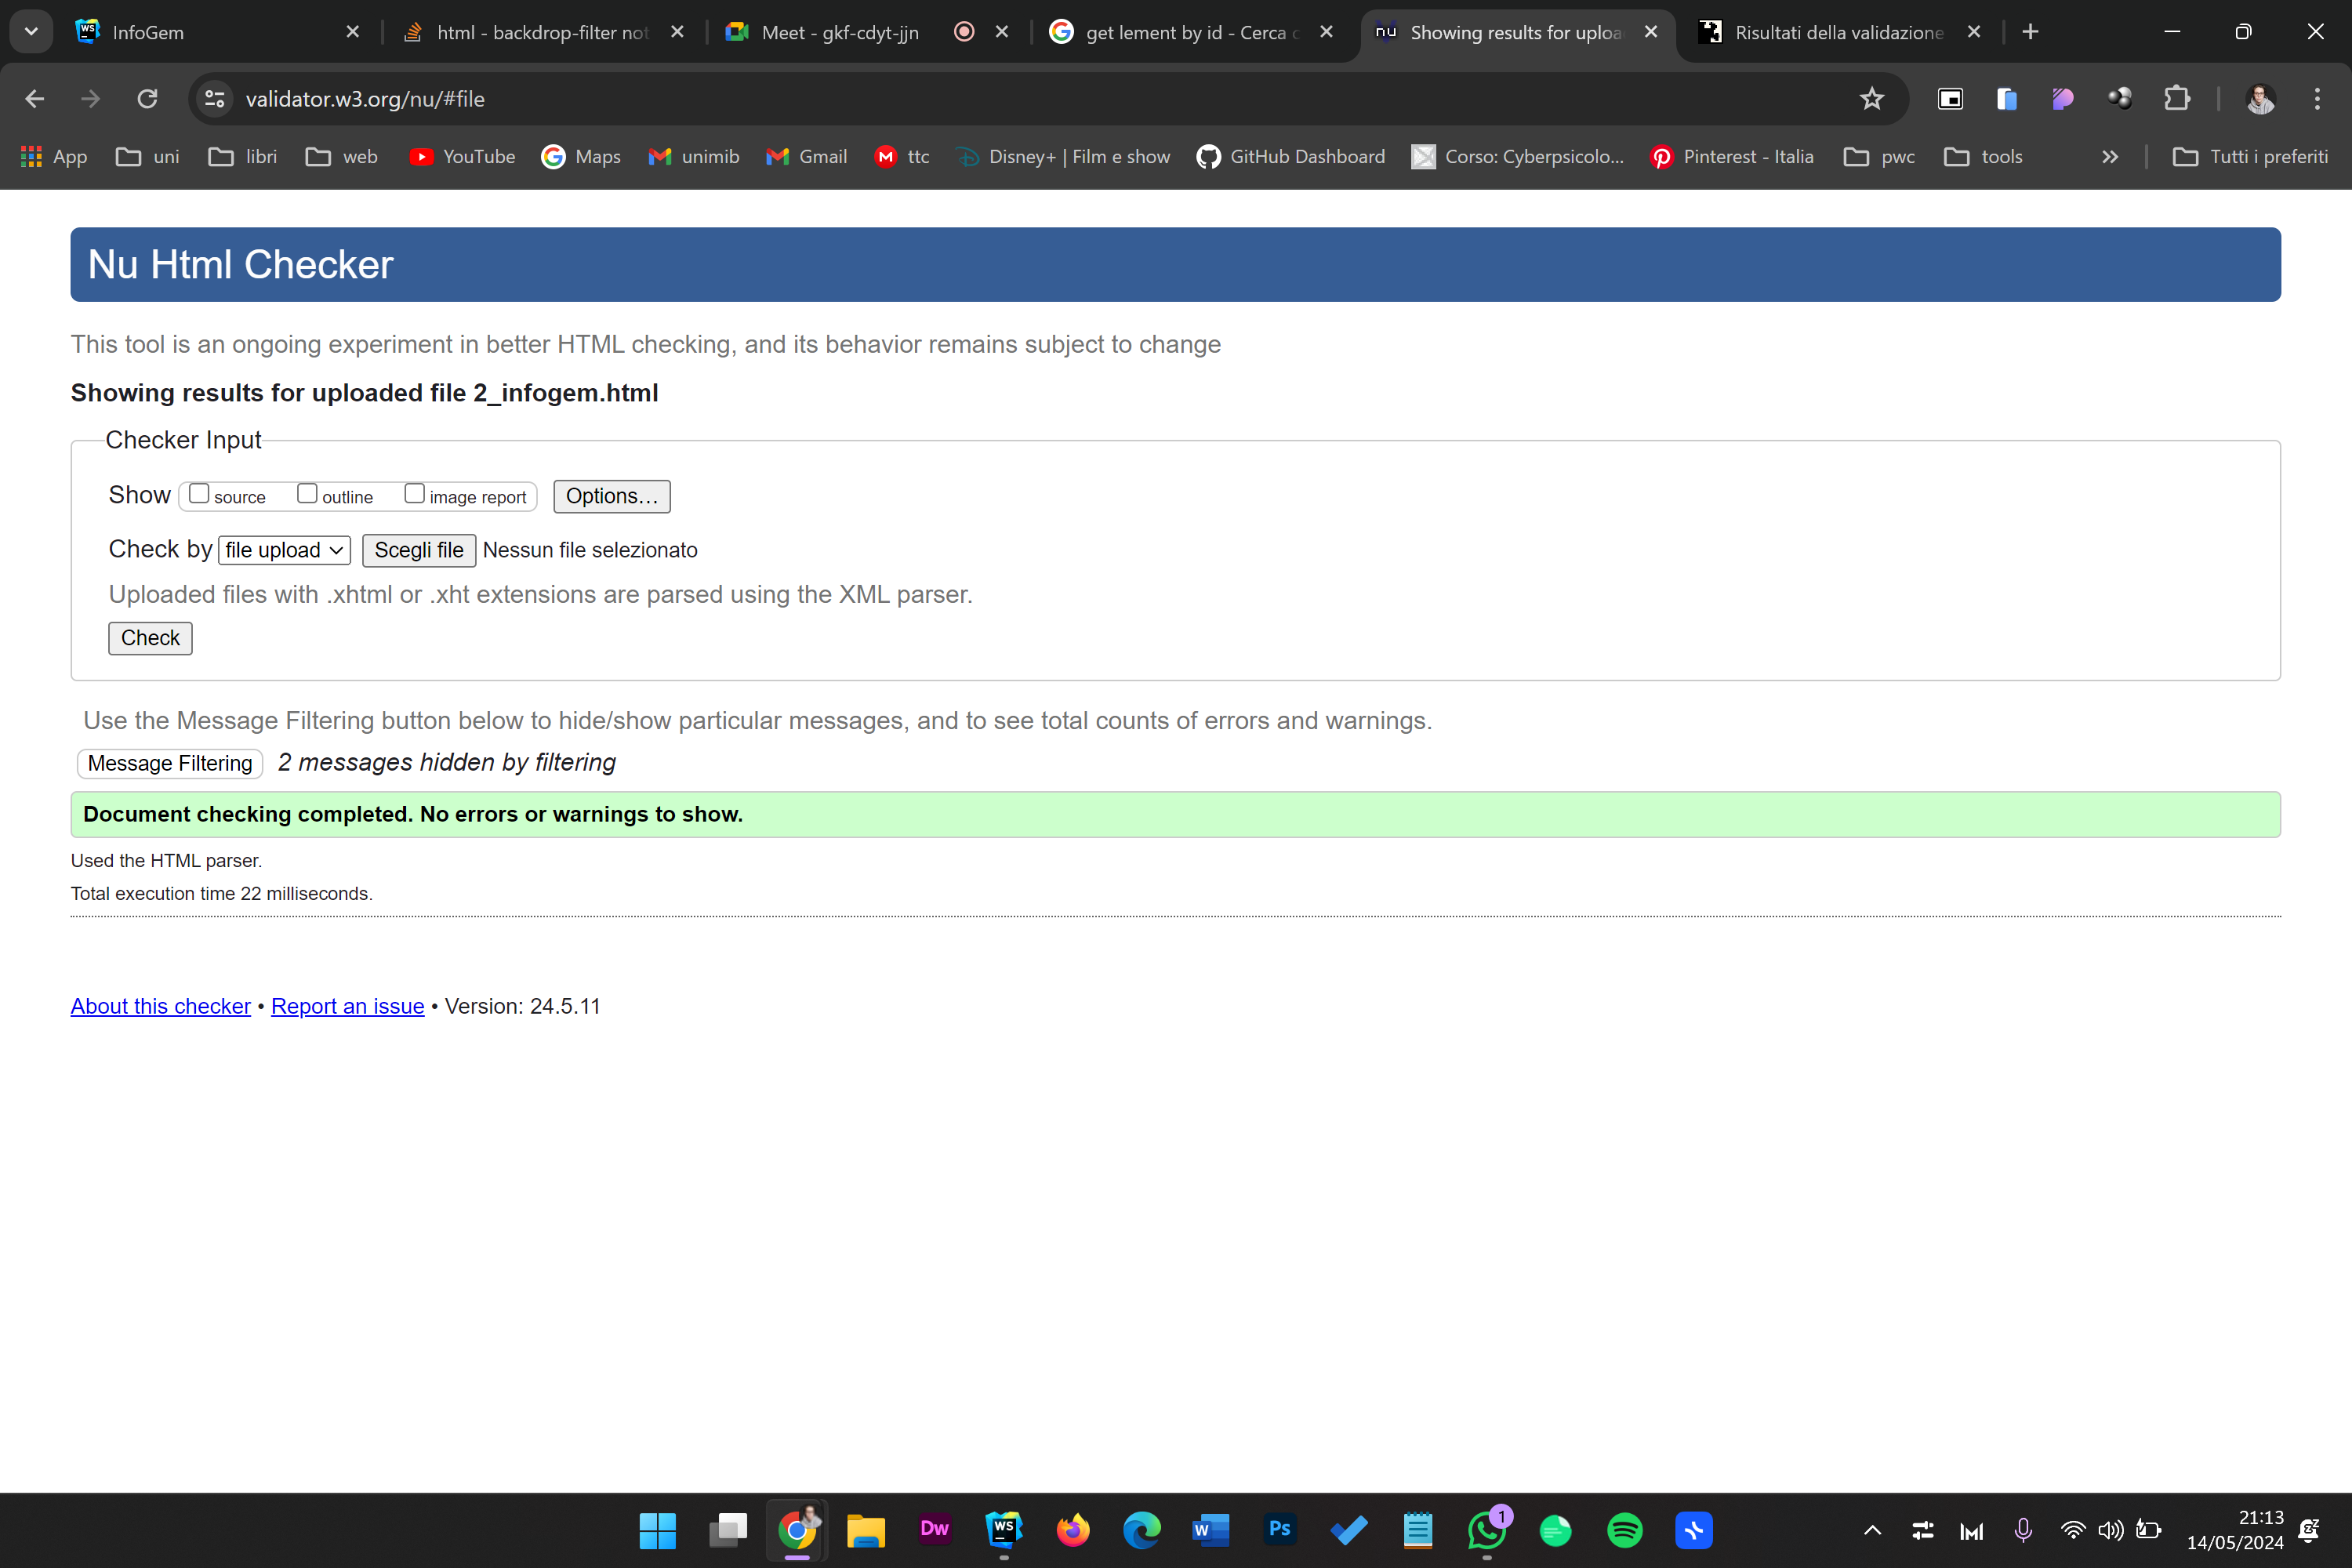 InfoGem
html - backdrop-filter not
Meet - gkf-cdyt-jjn
get lement by id - Cerca c
nu
Showing results for uploa
Risultati della validazione
validator.w3.org/nu/#file
App
uni
libri
web
YouTube
Maps
unimib
Gmail
ttc
Disney+ | Film e show
GitHub Dashboard
Corso: Cyberpsicolo...
Pinterest - Italia
pwc
tools
Tutti i preferiti
Nu Html Checker
This tool is an ongoing experiment in better HTML checking, and its behavior remains subject to change
Showing results for uploaded file 2_infogem.html
Checker Input
Show source outline image report Options…
Check by file upload Scegli file Nessun file selezionato
Uploaded files with .xhtml or .xht extensions are parsed using the XML parser.
Check
Use the Message Filtering button below to hide/show particular messages, and to see total counts of errors and warnings.
Message Filtering 2 messages hidden by filtering
Document checking completed. No errors or warnings to show.
Used the HTML parser.
Total execution time 22 milliseconds.
About this checker • Report an issue • Version: 24.5.11
Dw
WS
W
Ps
1
21:13
14/05/2024